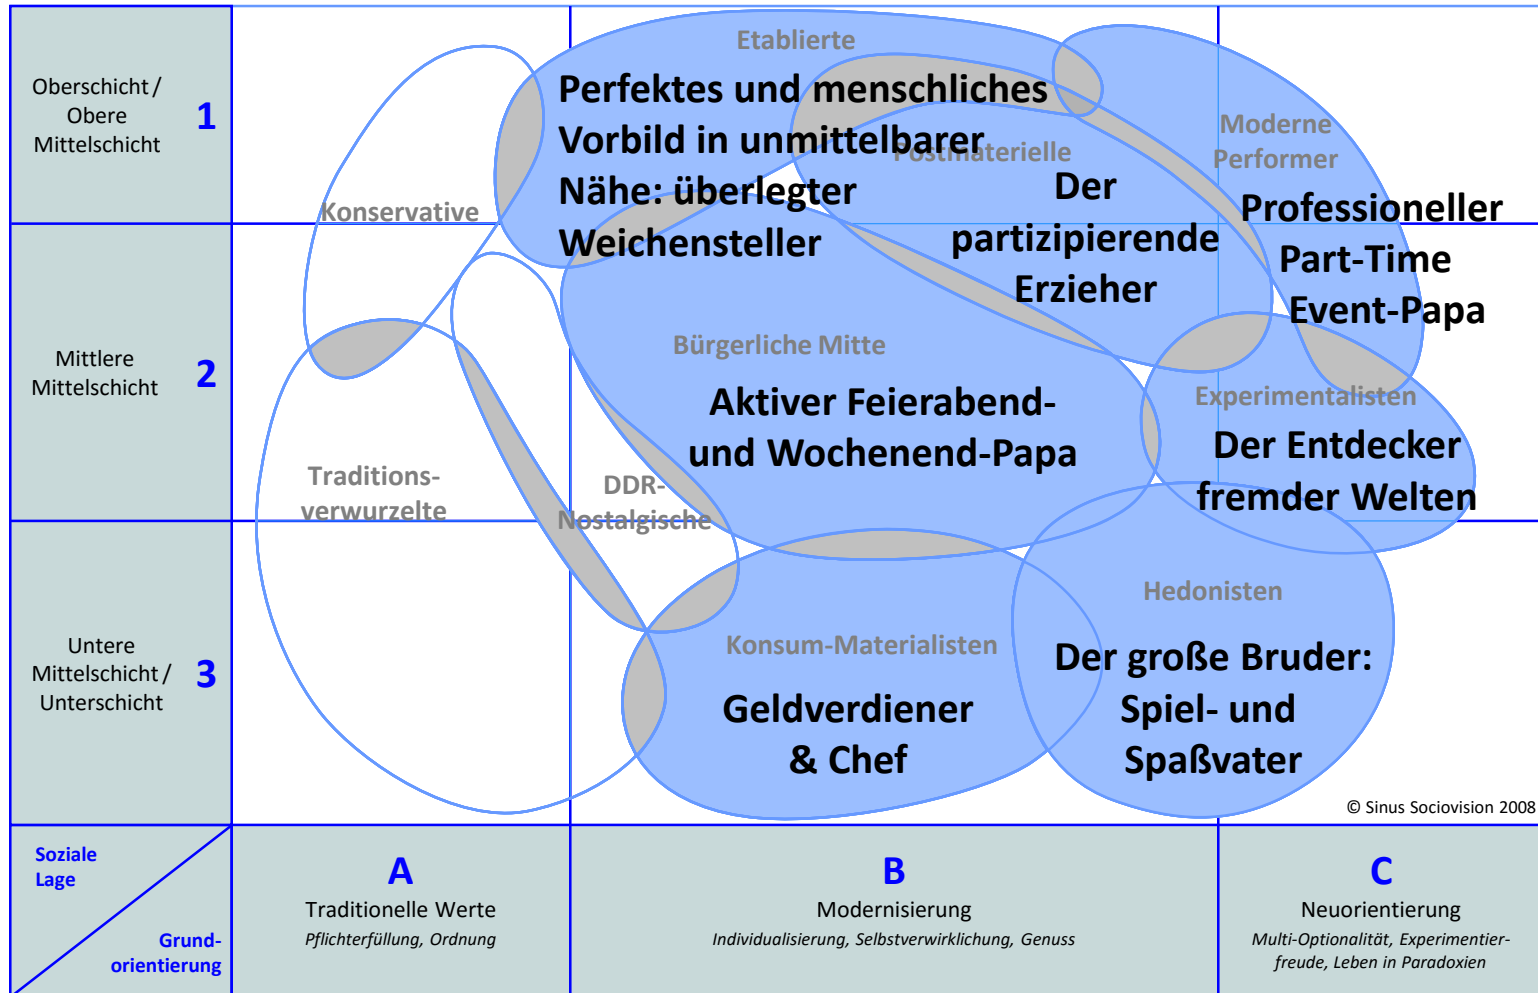 Oberschicht /
Obere
Mittelschicht
1
Mittlere
Mittelschicht
2
Untere
Mittelschicht /
Unterschicht
3
Konservative
Traditions-
verwurzelte
DDR-
Nostalgische
Etablierte
Perfektes und menschliches
Vorbild in unmittelbarer
Nähe: überlegter
Weichensteller
Postmaterielle
Der
partizipierende
Erzieher
Moderne
Performer
Professioneller
Part-Time
Event-Papa
Bürgerliche Mitte
Aktiver Feierabend-
und Wochenend-Papa
Experimentalisten
Der Entdecker
fremder Welten
Konsum-Materialisten
Geldverdiener
& Chef
Hedonisten
Der große Bruder:
Spiel- und
Spaßvater
© Sinus Sociovision 2008
Soziale
Lage
Grund-
orientierung
A
Traditionelle Werte
Pflichterfüllung, Ordnung
B
Modernisierung
Individualisierung, Selbstverwirklichung, Genuss
C
Neuorientierung
Multi-Optionalität, Experimentier-
freude, Leben in Paradoxien